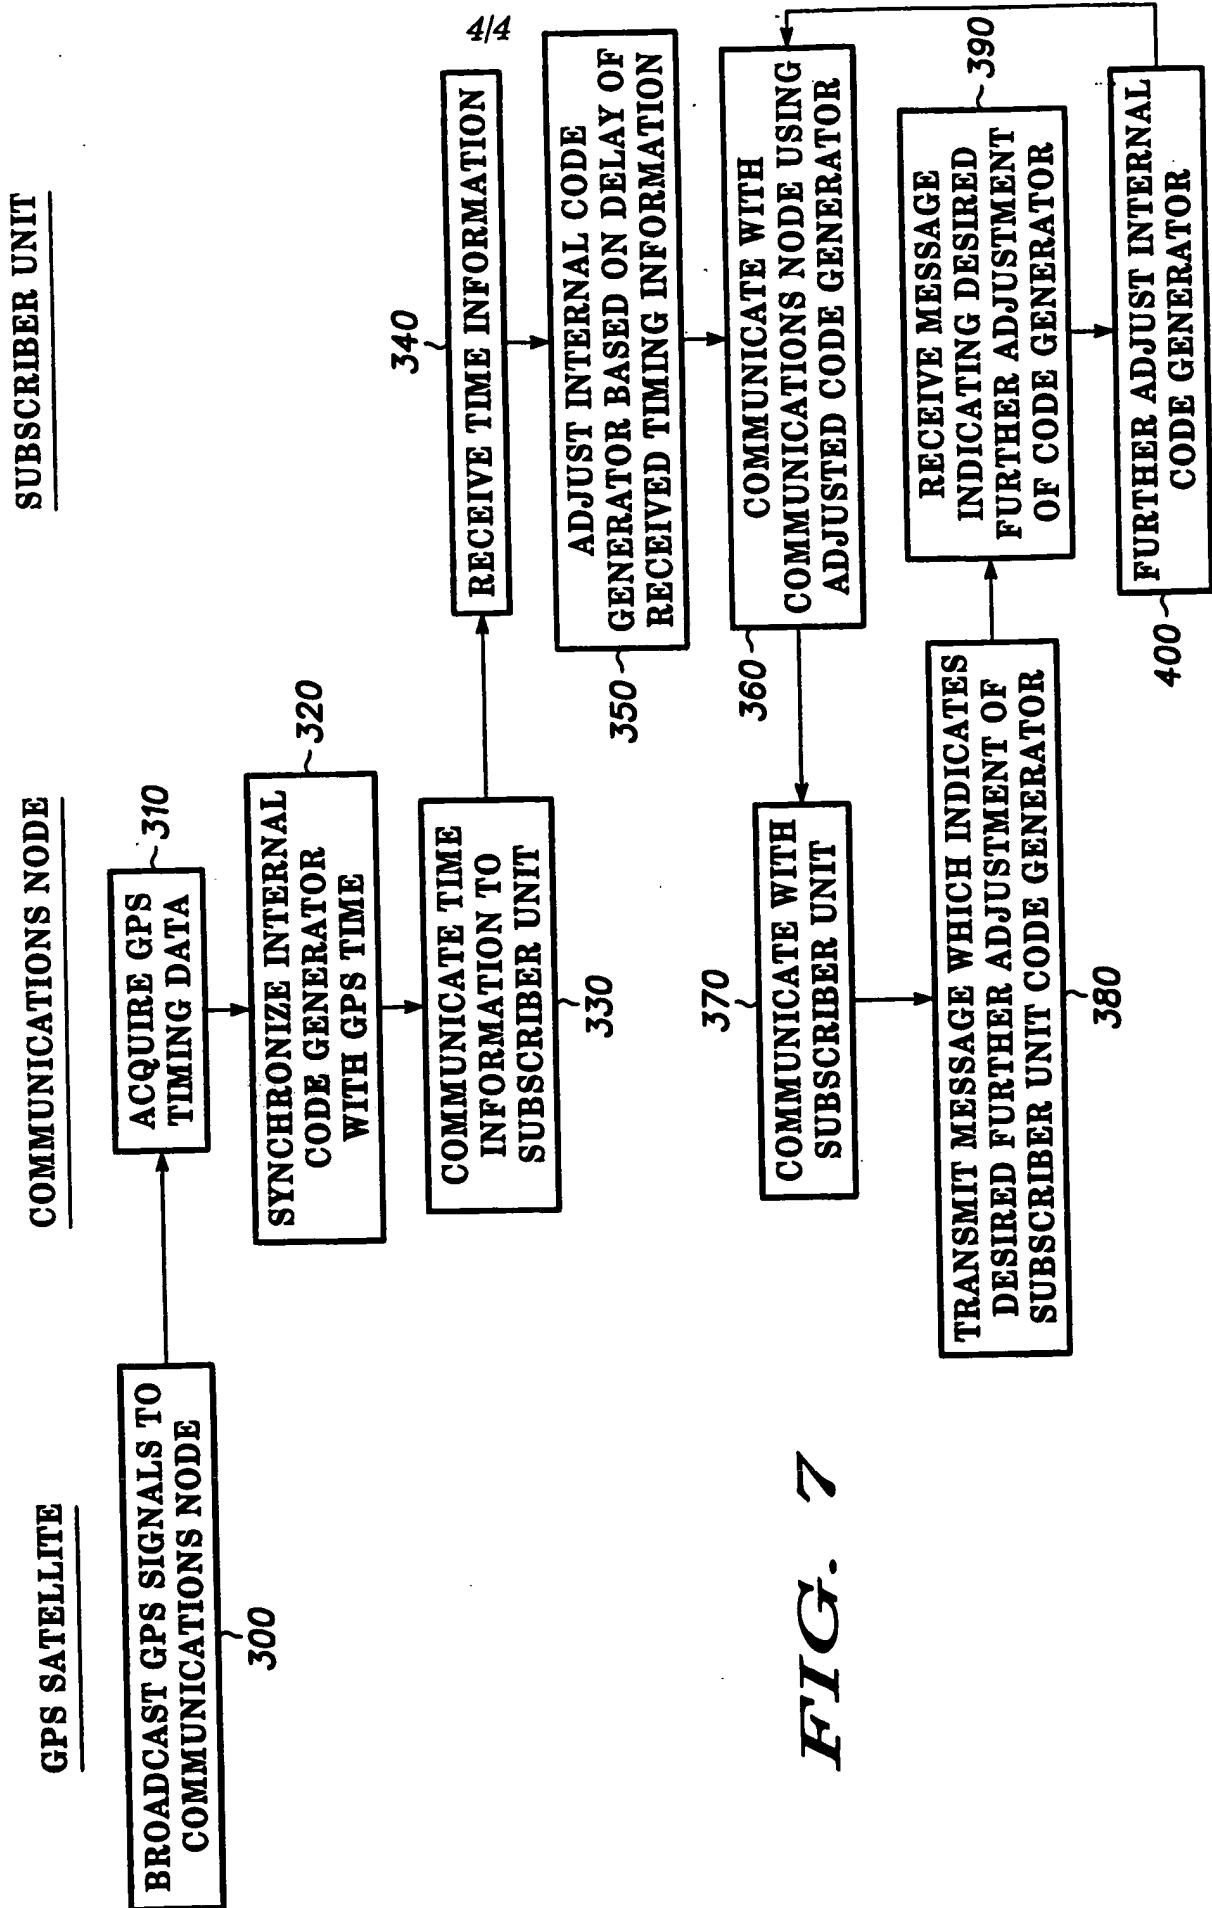 4/4
GPS SATELLITE
COMMUNICATIONS NODE
SUBSCRIBER UNIT
BROADCAST GPS SIGNALS TO
COMMUNICATIONS NODE
300
ACQUIRE GPS
TIMING DATA
310
SYNCHRONIZE INTERNAL
CODE GENERATOR
WITH GPS TIME
320
COMMUNICATE TIME
INFORMATION TO
SUBSCRIBER UNIT
330
340
RECEIVE TIME INFORMATION
ADJUST INTERNAL CODE
GENERATOR BASED ON DELAY OF
RECEIVED TIMING INFORMATION
350
COMMUNICATE WITH
COMMUNICATIONS NODE USING
ADJUSTED CODE GENERATOR
360
370
COMMUNICATE WITH
SUBSCRIBER UNIT
TRANSMIT MESSAGE WHICH INDICATES
DESIRED FURTHER ADJUSTMENT OF
SUBSCRIBER UNIT CODE GENERATOR
380
RECEIVE MESSAGE
INDICATING DESIRED
FURTHER ADJUSTMENT
OF CODE GENERATOR
390
FURTHER ADJUST INTERNAL
CODE GENERATOR
400
FIG. 7